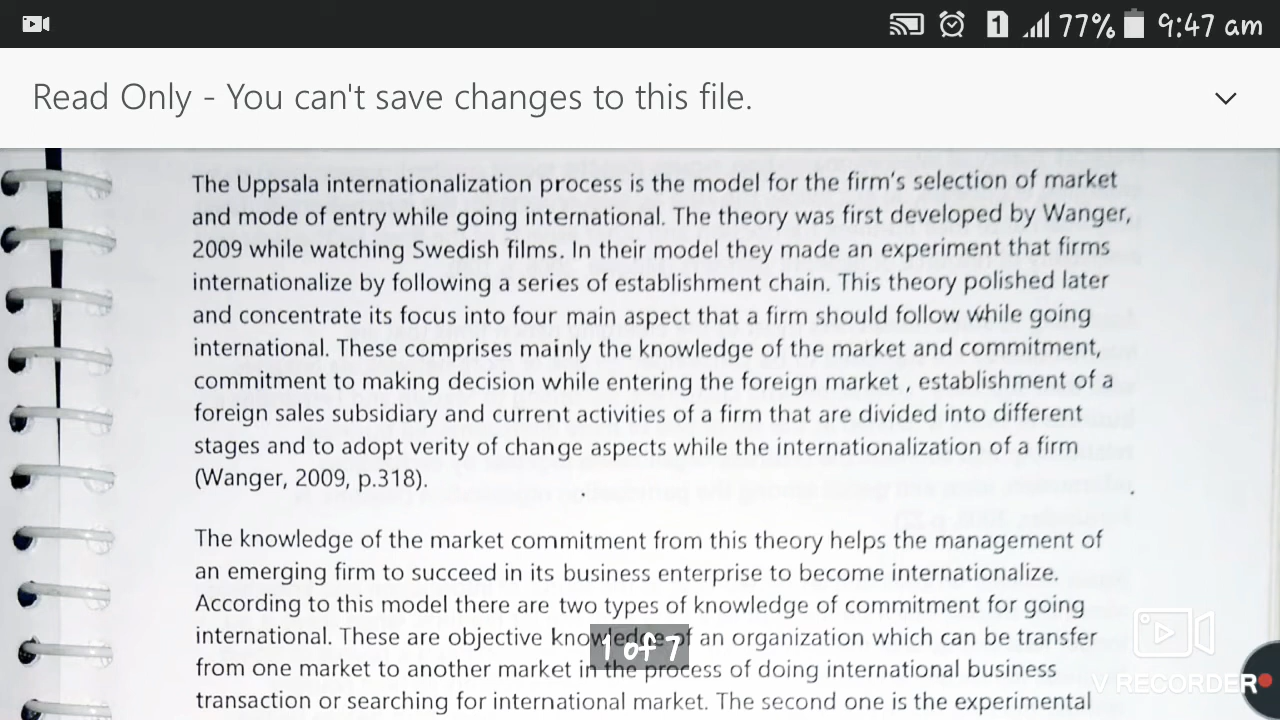 1 77% 9:47 am
Read Only - You can't save changes to this file.
The Uppsala internationalization process is the model for the firm's selection of market
and mode of entry while going international. The theory was first developed by Wanger,
2009 while watching Swedish films. In their model they made an experiment that firms
internationalize by following a series of establishment chain. This theory polished later
and concentrate its focus into four main aspect that a firm should follow while going
international. These comprises mainly the knowledge of the market and commitment,
commitment to making decision while entering the foreign market , establishment of a
foreign sales subsidiary and current activities of a firm that are divided into different
stages and to adopt verity of change aspects while the internationalization of a firm
(Wanger, 2009, p.318).
The knowledge of the market commitment from this theory helps the management of
an emerging firm to succeed in its business enterprise to become internationalize.
According to this model there are two types of knowledge of commitment for going
international. These are objective knowledge of an organization which can be transfer
1 of 7
from one market to another market in the process of doing international business
transaction or searching for international market. The second one is the experimental
V RECORDER